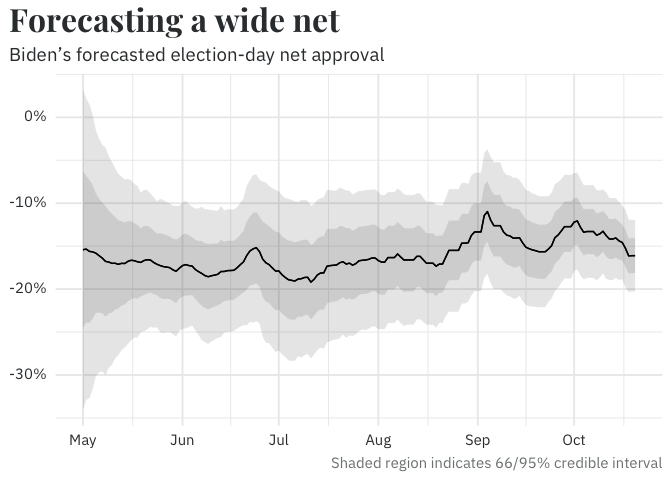 Forecasting a wide net
Biden’s forecasted election-day net approval
0%
-10%
-20%
-30%
May Jun Jul Aug Sep Oct
Shaded region indicates 66/95% credible interval